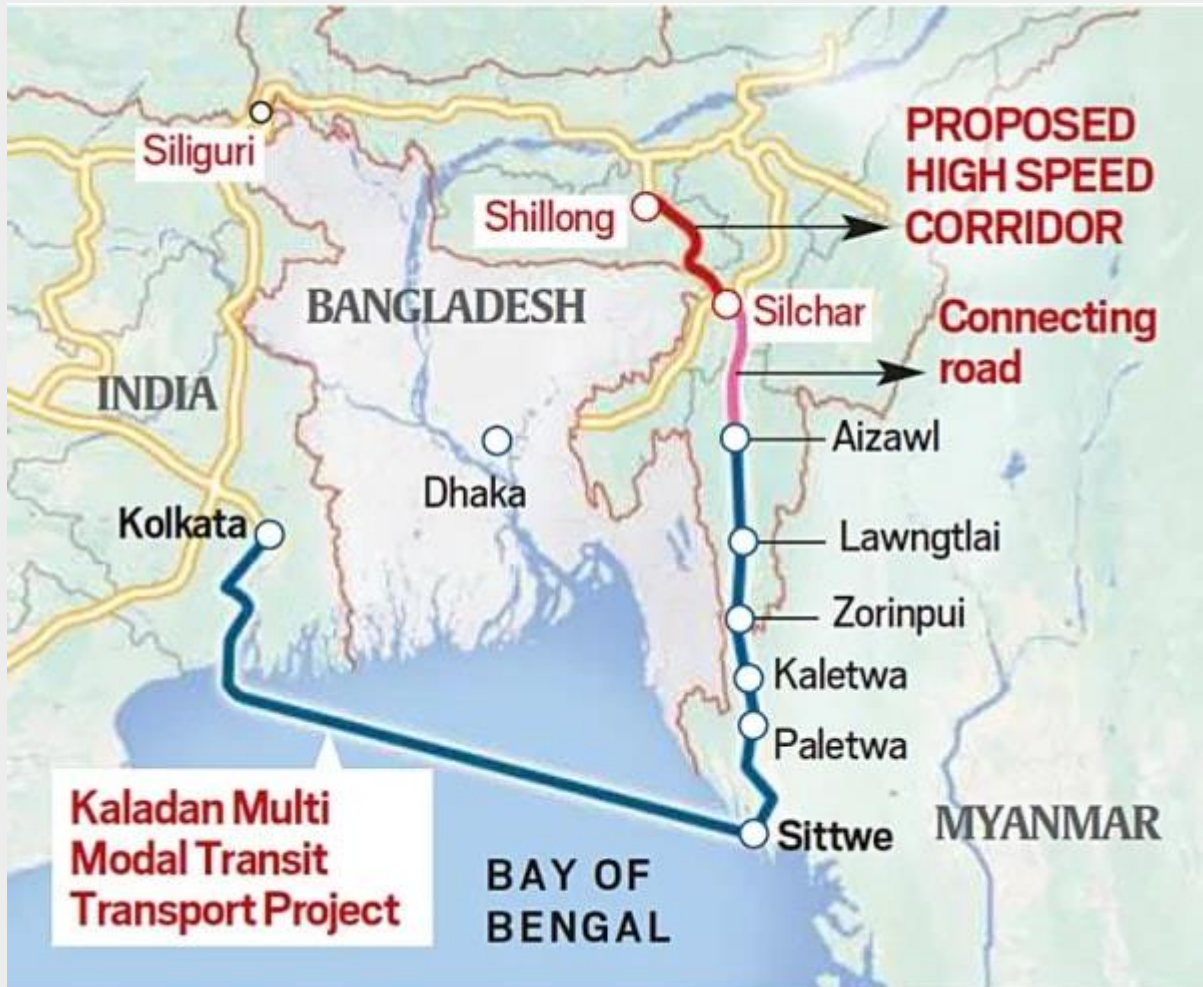 PROPOSED
HIGH SPEED
CORRIDOR
Siliguri
Shillong
BANGLADESH
Silchar
Connecting
road
INDIA
Aizawl
Dhaka
Kolkata
Lawngtlai
Zorinpui
Kaletwa
Paletwa
Kaladan Multi
Modal Transit
Transport Project
Sittwe
MYANMAR
BAY OF
BENGAL